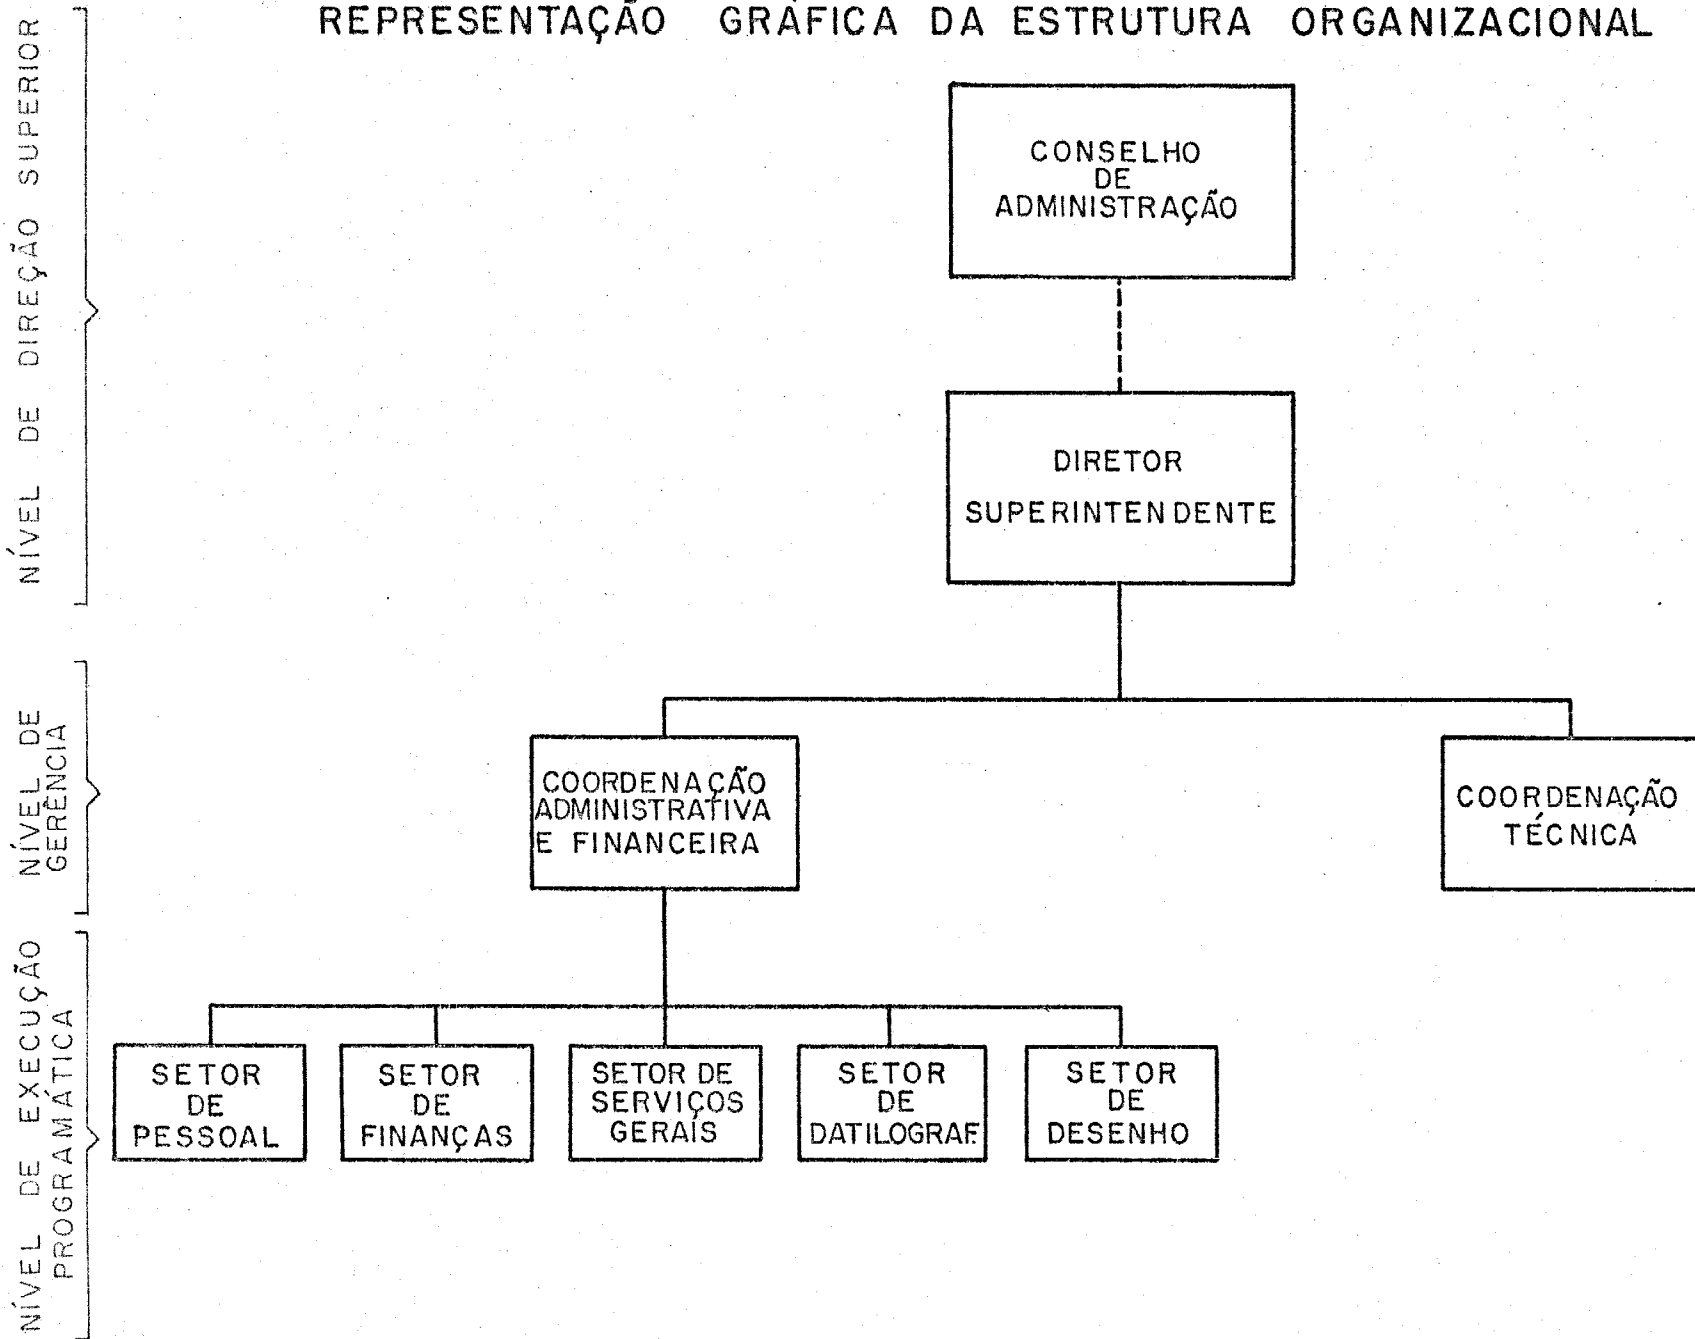 REPRESENTAÇÃO GRÁFICA DA ESTRUTURA ORGANIZACIONAL
NÍVEL DE DIREÇÃO SUPERIOR
CONSELHO
DE
ADMINISTRAÇÃO
DIRETOR
SUPERINTENDENTE
NÍVEL DE
GERÊNCIA
COORDENAÇÃO
ADMINISTRATIVA
E FINANCEIRA
COORDENAÇÃO
TÉCNICA
NÍVEL DE EXECUÇÃO
PROGRAMÁTICA
SETOR
DE
PESSOAL
SETOR
DE
FINANÇAS
SETOR DE
SERVIÇOS
GERAIS
SETOR
DE
DATILOGRAF.
SETOR
DE
DESENHO